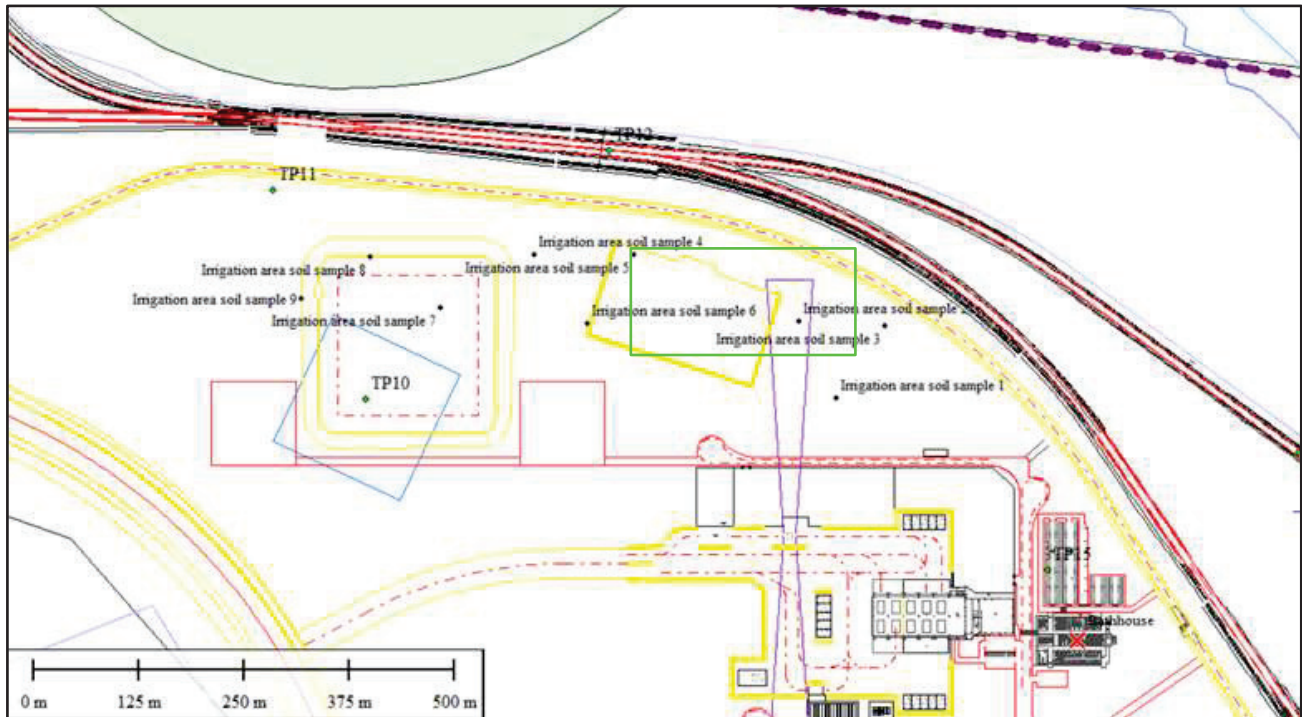 TP12
TP11
Irrigation area soil sample 4
Irrigation area soil sample 8
Irrigation area soil sample 5
Irrigation area soil sample 9
Irrigation area soil sample 7
Irrigation area soil sample 6
Irrigation area soil sample 2
Irrigation area soil sample 3
TP10
Irrigation area soil sample 1
TP15
Bathhouse
0 m 125 m 250 m 375 m 500 m